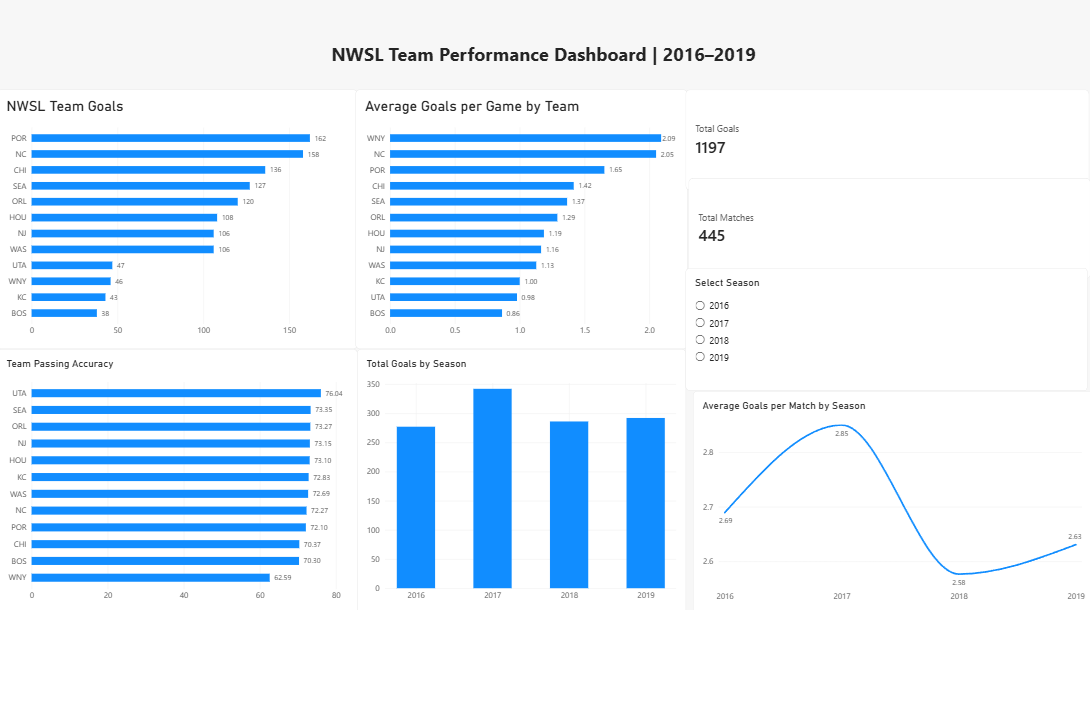 NWSL Team Performance Dashboard | 2016–2019
NWSL Team Goals
POR 162
NC 158
CHI 136
SEA 127
ORL 120
HOU 108
NJ 106
WAS 106
UTA 47
WNY 46
KC 43
BOS 38
0 50 100 150
Average Goals per Game by Team
WNY 2.09
NC 2.05
POR 1.65
CHI 1.42
SEA 1.37
ORL 1.29
HOU 1.19
NJ 1.16
WAS 1.13
KC 1.00
UTA 0.98
BOS 0.86
0.0 0.5 1.0 1.5 2.0
Total Goals
1197
Total Matches
445
Select Season
2016
2017
2018
2019
Team Passing Accuracy
UTA 76.04
SEA 73.35
ORL 73.27
NJ 73.15
HOU 73.10
KC 72.83
WAS 72.69
NC 72.27
POR 72.10
CHI 70.37
BOS 70.30
WNY 62.59
0 20 40 60 80
Total Goals by Season
350
300
250
200
150
100
50
0
2016 2017 2018 2019
Average Goals per Match by Season
2.85
2.8
2.7
2.69
2.63
2.6
2.58
2016 2017 2018 2019